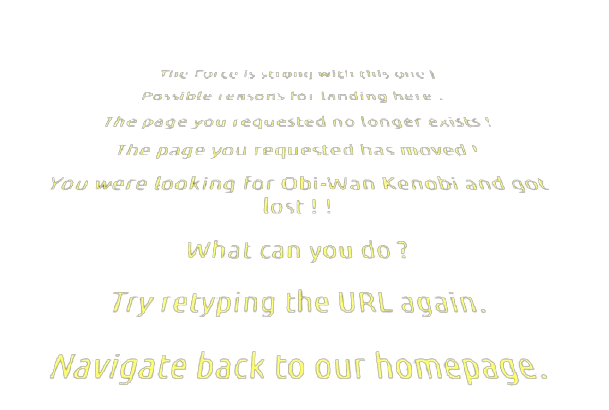 The Force is strong with this one !
Possible reasons for landing here .
The page you requested no longer exists !
The page you requested has moved !
You were looking for Obi-Wan Kenobi and got
lost ! !
What can you do ?
Try retyping the URL again.
Navigate back to our homepage.